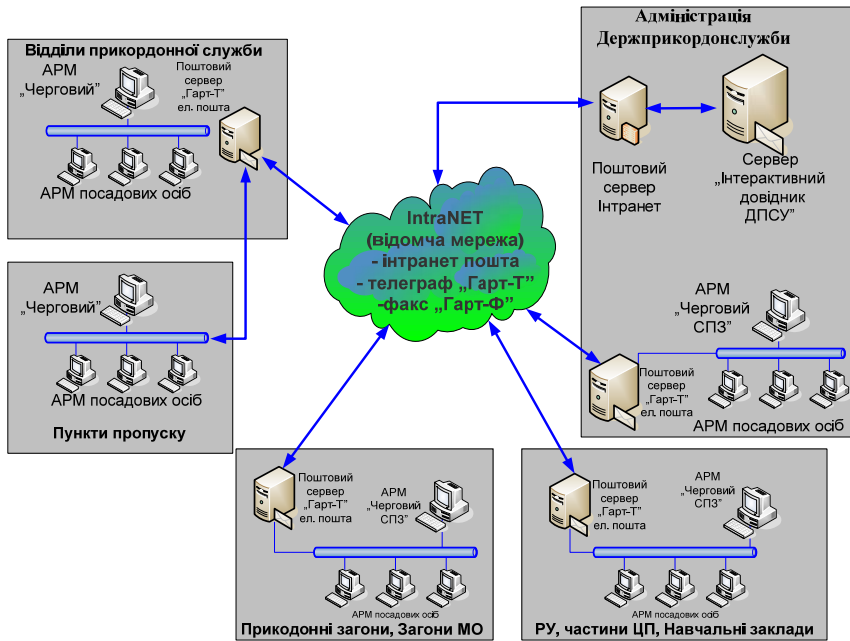 Відділи прикордонної служби
АРМ
„Черговий”
Поштовий
сервер
„Гарт-Т”
ел. пошта
АРМ посадових осіб
АРМ
„Черговий”
АРМ посадових осіб
Пункти пропуску
Адміністрація
Держприкордонслужби
Поштовий
сервер
Інтранет
Сервер
„Інтерактивний
довідник
ДПСУ”
IntraNET
(відомча мережа)
- інтранет пошта
- телеграф „Гарт-Т”
-факс „Гарт-Ф”
АРМ
„Черговий
СПЗ”
Поштовий
сервер
„Гарт-Т”
ел. пошта
АРМ посадових осіб
Поштовий
сервер
„Гарт-Т”
ел. пошта
АРМ
„Черговий
СПЗ”
АРМ посадових осіб
Прикодонні загони, Загони МО
Поштовий
сервер
„Гарт-Т”
ел. пошта
АРМ
„Черговий
СПЗ”
АРМ посадових осіб
РУ, частини ЦП, Навчальні заклади